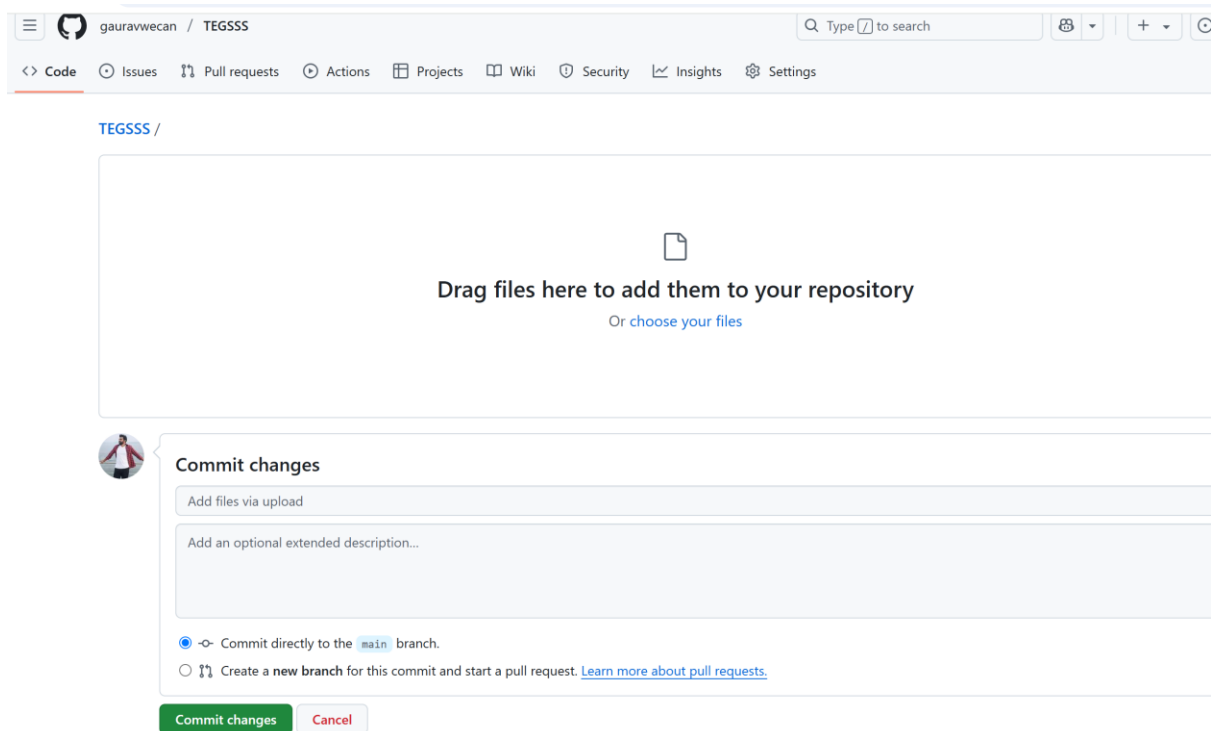 gauravwecan / TEGSSS
Type / to search
Code Issues Pull requests Actions Projects Wiki Security Insights Settings
TEGSSS /
Drag files here to add them to your repository
Or choose your files
Commit changes
Add files via upload
Add an optional extended description...
Commit directly to the main branch.
Create a new branch for this commit and start a pull request. Learn more about pull requests.
Commit changes Cancel